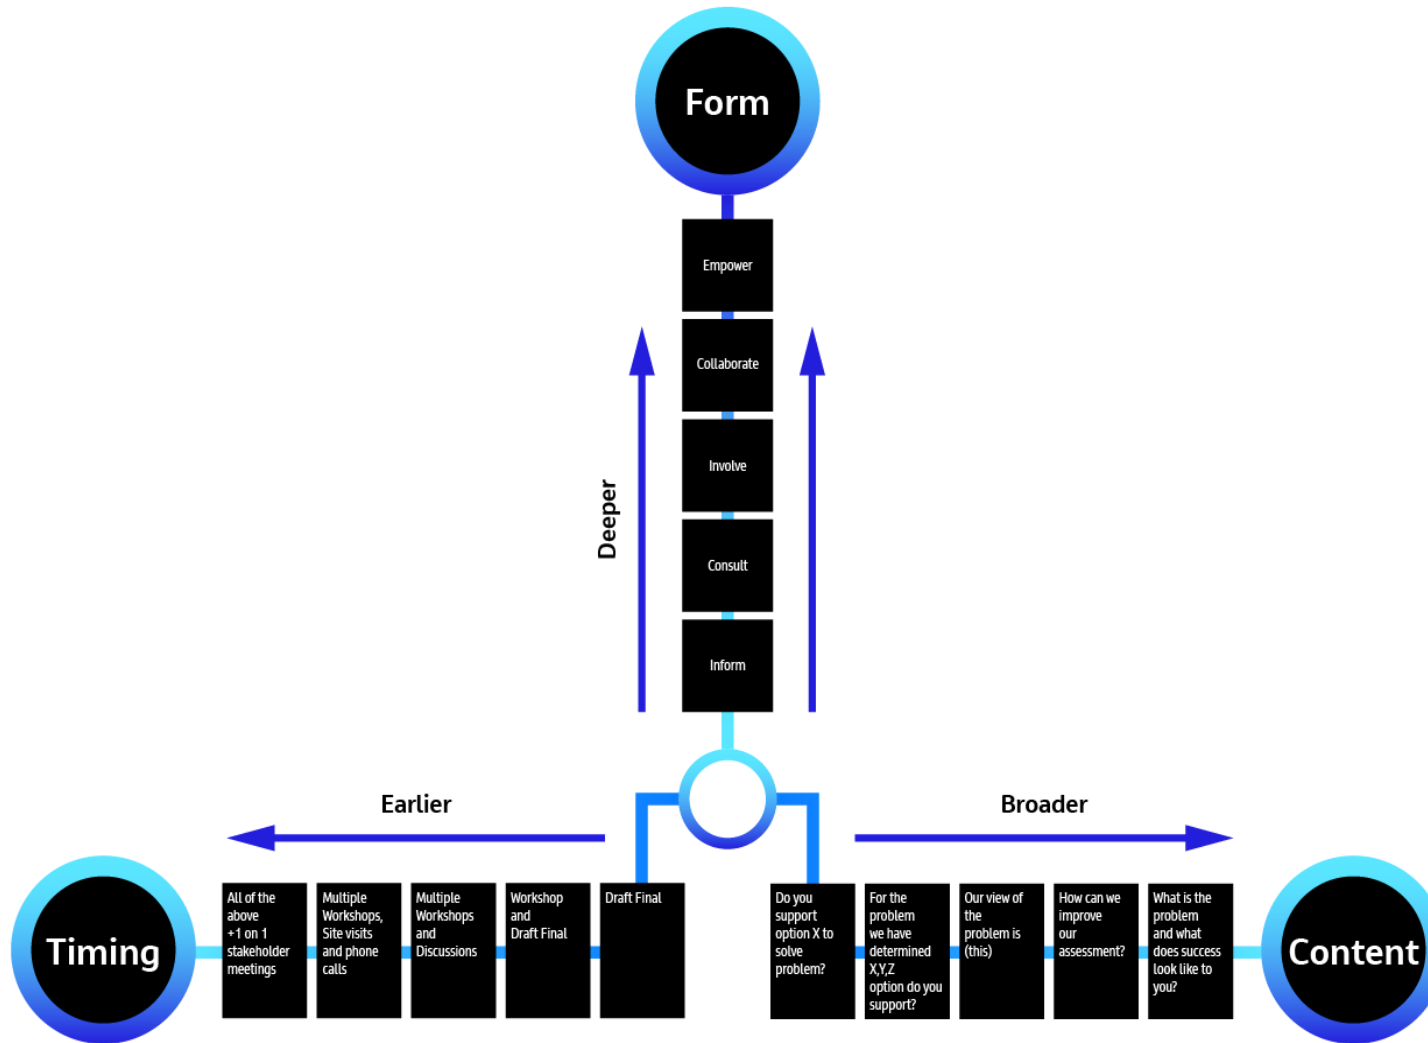 Form
Empower
Collaborate
Involve
Consult
Inform
Deeper
Earlier
Broader
Timing
All of the
above
+1 on 1
stakeholder
meetings
Multiple
Workshops,
Site visits
and phone
calls
Multiple
Workshops
and
Discussions
Workshop
and
Draft Final
Draft Final
Do you
support
option X to
solve
problem?
For the
problem
we have
determined
X,Y,Z
option do you
support?
Our view of
the
problem is
(this)
How can we
improve
our
assessment?
What is the
problem
and what
does success
look like to
you?
Content